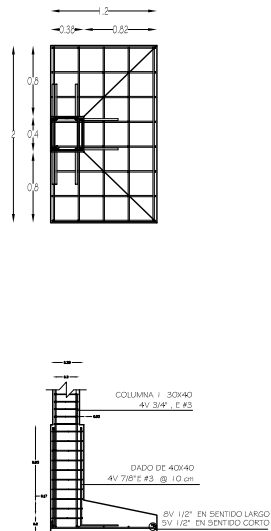 1.2
0.38
0.82
0.8
2
0.4
0.8
COLUMNA 1 30X40
4V 3/4" , E #3
DADO DE 40X40
4V 7/8"E #3 @ 10 cm
8V 1/2" EN SENTIDO LARGO
5V 1/2" EN SENTIDO CORTO